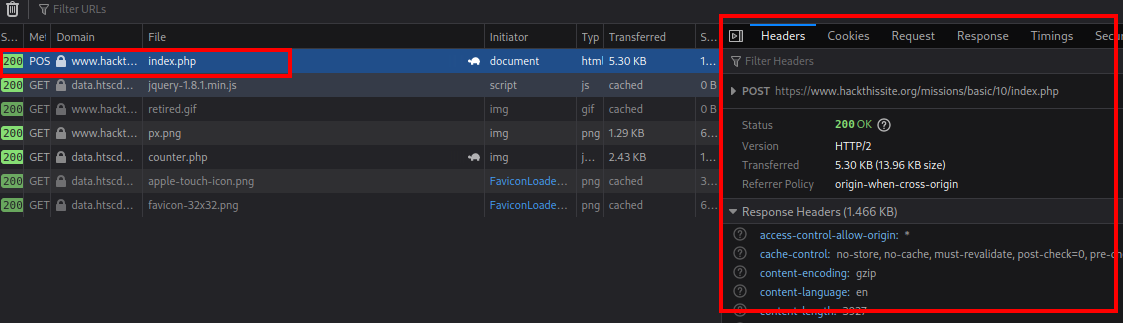 Filter URLs
S... Met Domain File Initiator Typ Transferred S...
200 POS www.hackt... index.php document html 5.30 KB 1...
200 GET data.htscd... jquery-1.8.1.min.js script js cached 0 B
200 GET www.hackt... retired.gif img gif cached 0 B
200 GET www.hackt... px.png img png 1.29 KB 6...
200 GET data.htscd... counter.php img j... 2.43 KB 1...
200 GET data.htscd... apple-touch-icon.png FaviconLoade... png cached 3...
200 GET data.htscd... favicon-32x32.png FaviconLoade... png cached 6...
Headers Cookies Request Response Timings Secu
Filter Headers
POST https://www.hackthissite.org/missions/basic/10/index.php
Status 200 OK ?
Version HTTP/2
Transferred 5.30 KB (13.96 KB size)
Referrer Policy origin-when-cross-origin
Response Headers (1.466 KB)
? access-control-allow-origin: *
? cache-control: no-store, no-cache, must-revalidate, post-check=0, pre-ch
? content-encoding: gzip
? content-language: en
content-length: 3927